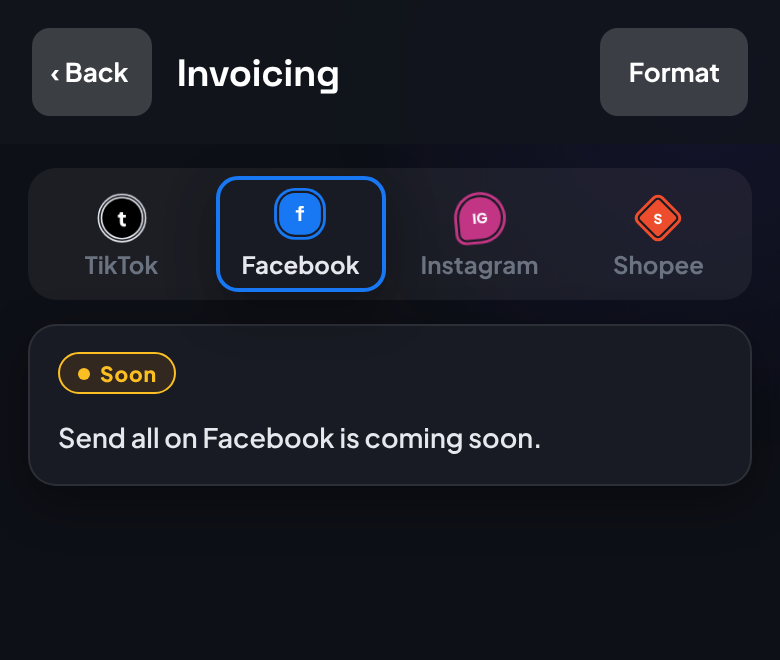 ‹ Back
Invoicing
Format
t
f
IG
S
TikTok
Facebook
Instagram
Shopee
Soon
Send all on Facebook is coming soon.